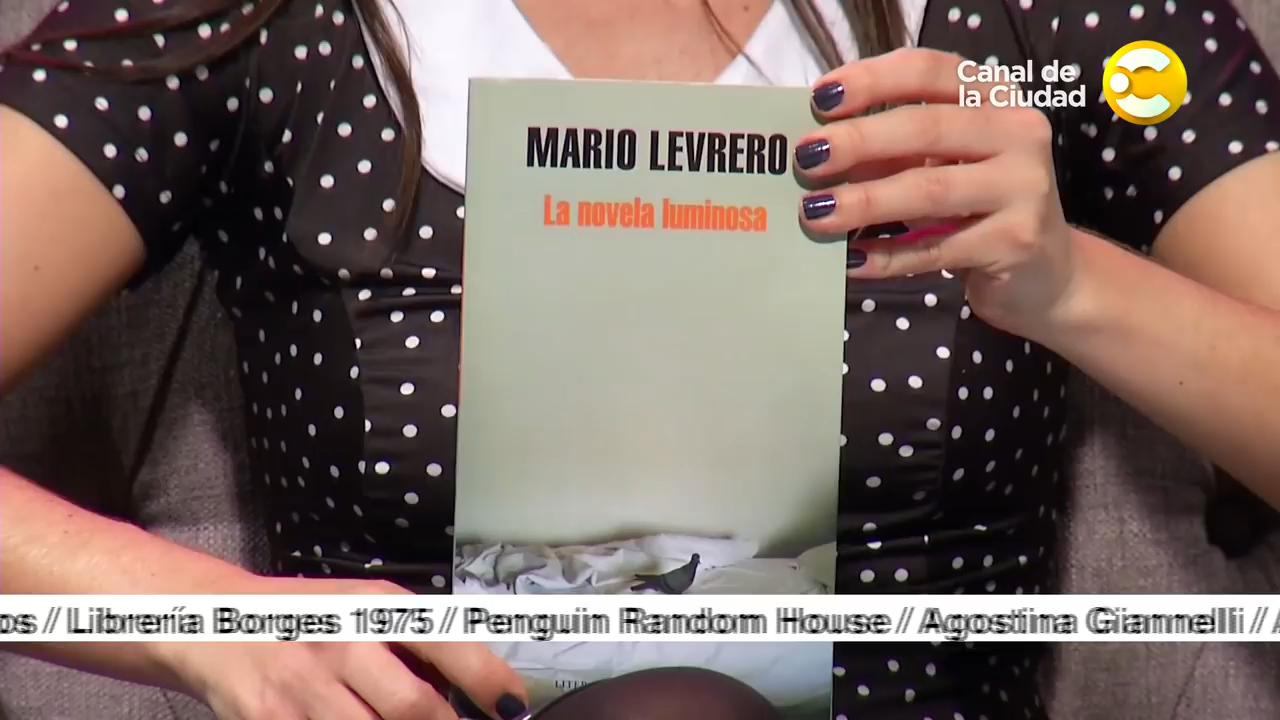 Canal de
la Ciudad
MARIO LEVRERO
La novela luminosa
os // Librería Borges 1975 // Penguin Random House // Agostina Giannelli //